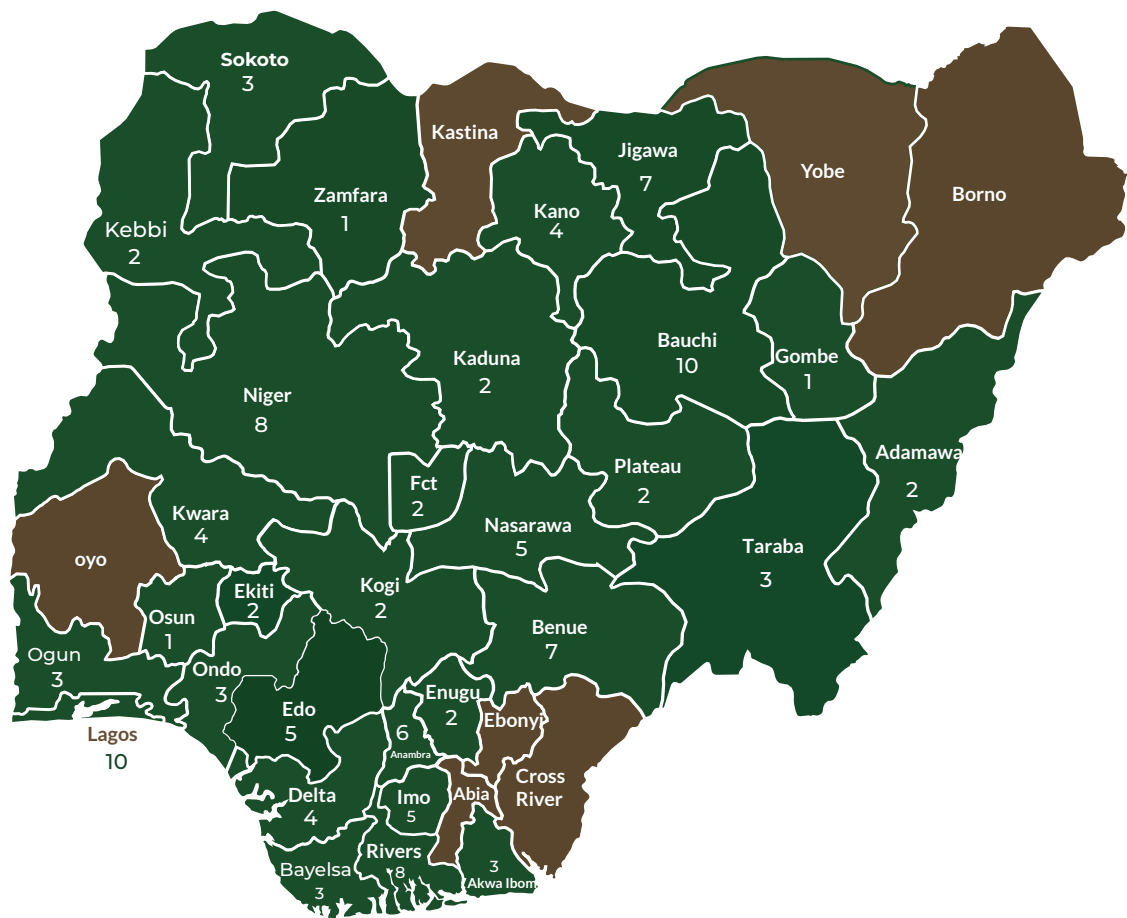 Sokoto
3
Kastina
Jigawa
7
Yobe
Borno
Zamfara
1
Kano
4
Kebbi
2
Bauchi
10
Gombe
1
Kaduna
2
Niger
8
Adamawa
2
Plateau
2
Fct
2
Kwara
4
Nasarawa
5
Taraba
3
oyo
Ekiti
2
Kogi
2
Osun
1
Benue
7
Ogun
3
Ondo
3
Edo
5
Enugu
2
Ebonyi
6
Anambra
Lagos
10
Cross
River
Delta
4
Imo
5
Abia
Rivers
8
Bayelsa
3
3
(Akwa Ibom